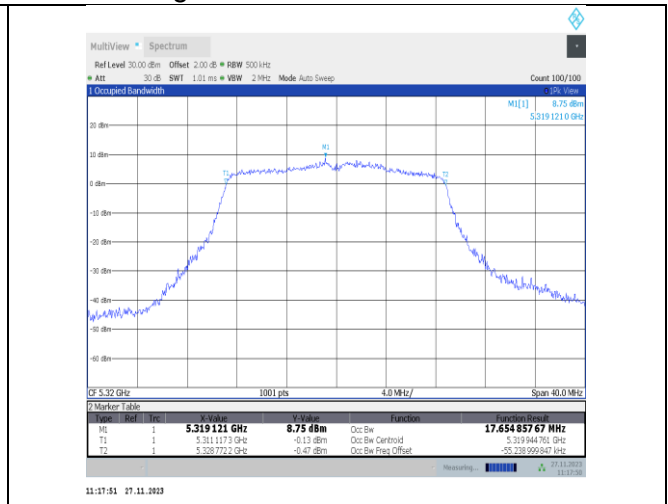 MultiView Spectrum
Ref Level 30.00 dBm Offset 2.00 dB RBW 500 kHz
Att 30 dB SWT 1.01 ms VBW 2 MHz Mode Auto Sweep Count 100/100
1 Occupied Bandwidth 1Pk View
M1[1] 8.75 dBm
5.319 121 0 GHz
20 dBm
M1
10 dBm
T1 T2
0 dBm
-10 dBm
-20 dBm
-30 dBm
-40 dBm
-50 dBm
-60 dBm
CF 5.32 GHz 1001 pts 4.0 MHz/ Span 40.0 MHz
2 Marker Table
Type Ref Trc X-Value Y-Value Function Function Result
M1 1 5.319 121 GHz 8.75 dBm Occ Bw 17.654 857 67 MHz
T1 1 5.311 117 3 GHz -0.13 dBm Occ Bw Centroid 5.319 944 761 GHz
T2 1 5.328 772 2 GHz -0.47 dBm Occ Bw Freq Offset -55.238 999 847 kHz
Measuring... 27.11.2023
11:17:50
11:17:51 27.11.2023